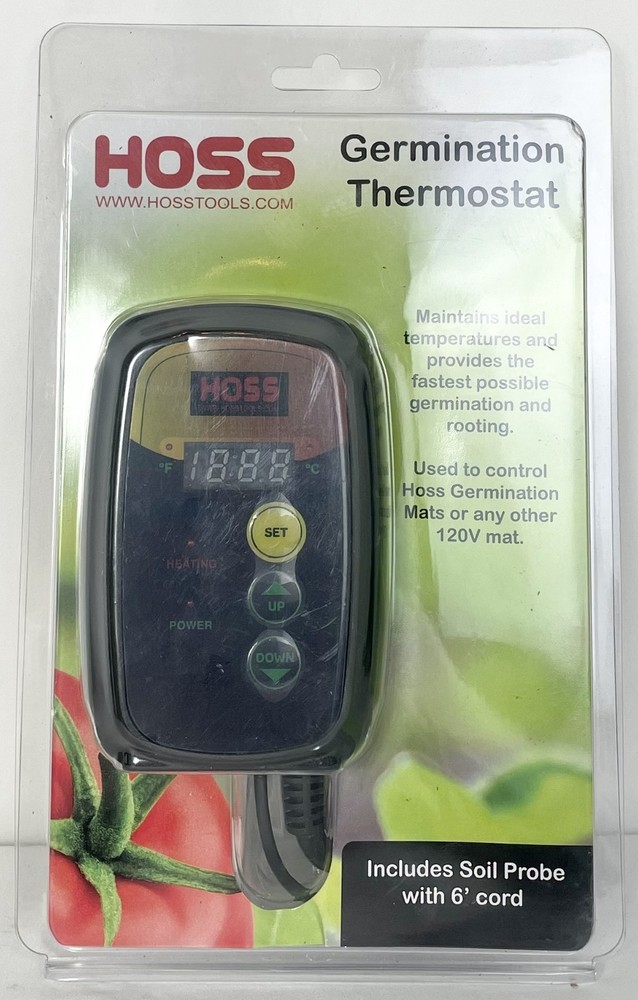 HOSS
WWW.HOSSTOOLS.COM
Germination
Thermostat
Maintains ideal
temperatures and
provides the
fastest possible
germination and
rooting.
Used to control
Hoss Germination
Mats or any other
120V mat.
HOSS
°F 18:88 °C
SET
HEATING
UP
POWER
DOWN
Includes Soil Probe
with 6' cord